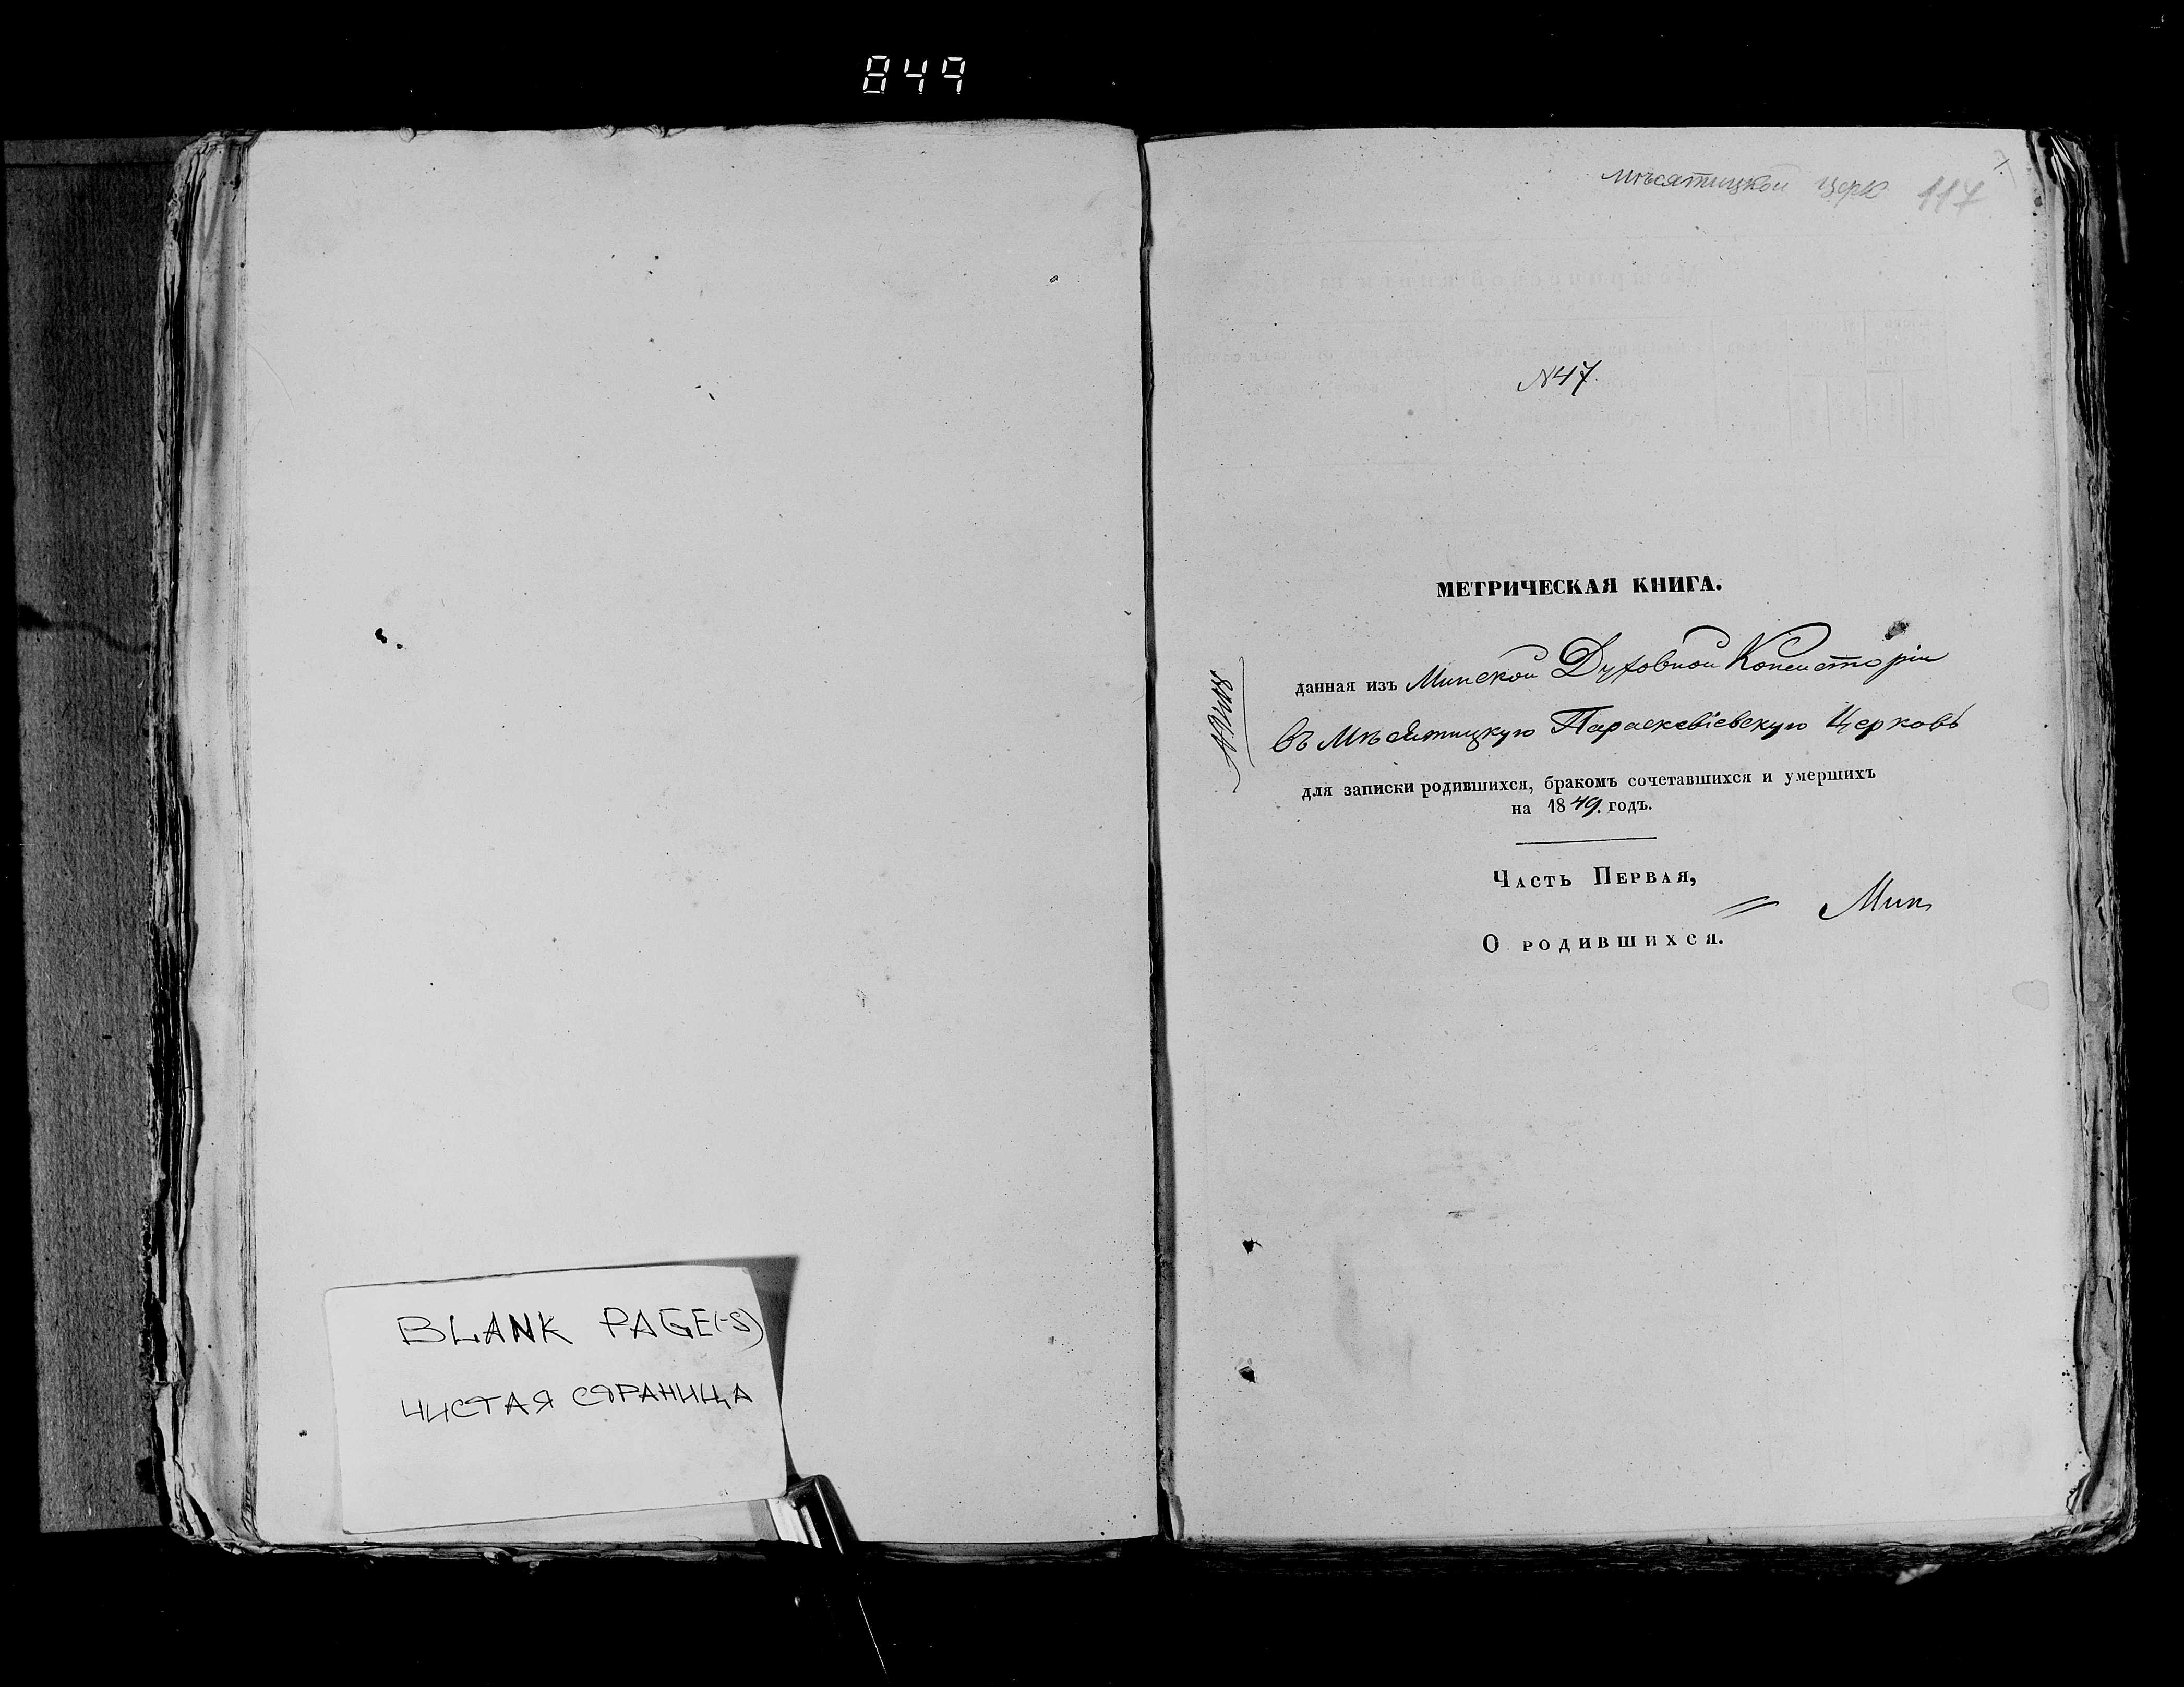 849
BLANK PAGE(-S)
ЧИСТАЯ СТРАНИЦА
Мѣсятицкой церк 117
№47.
МЕТРИЧЕСКАЯ КНИГА.
данная изъ Минской Духовной Консисторіи
въ Мѣсятицкую Параскевіевскую Церковь
для записки родившихся, бракомъ сочетавшихся и умершихъ
на 1849. годъ.
Часть Первая,
Мин
О родившихся.